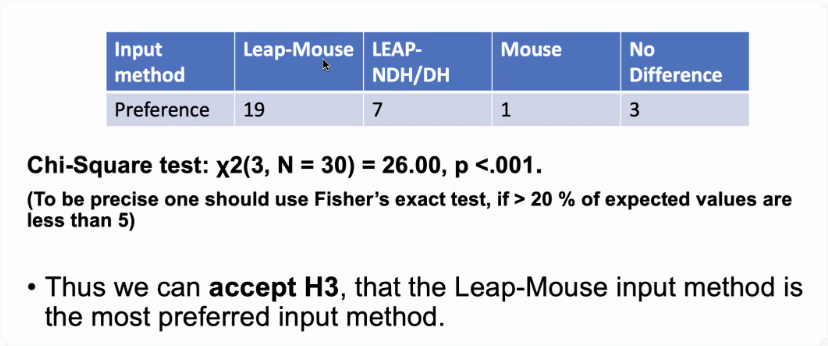 Input method Leap-Mouse LEAP-NDH/DH Mouse No Difference
Preference 19 7 1 3
Chi-Square test: χ2(3, N = 30) = 26.00, p <.001.
(To be precise one should use Fisher's exact test, if > 20 % of expected values are
less than 5)
• Thus we can accept H3, that the Leap-Mouse input method is
the most preferred input method.